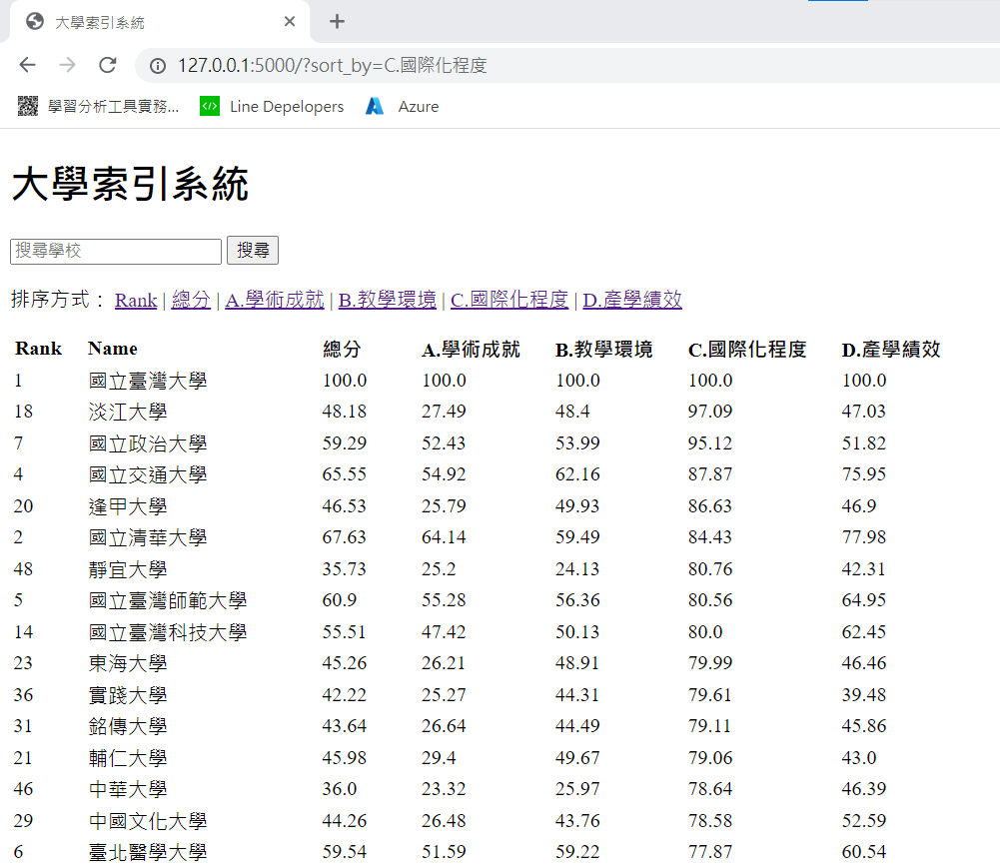 大學索引系統
127.0.0.1:5000/?sort_by=C.國際化程度
學習分析工具實務... Line Depelopers Azure
大學索引系統
搜尋學校 搜尋
排序方式： Rank | 總分 | A.學術成就 | B.教學環境 | C.國際化程度 | D.產學績效
Rank Name 總分 A.學術成就 B.教學環境 C.國際化程度 D.產學績效
1 國立臺灣大學 100.0 100.0 100.0 100.0 100.0
18 淡江大學 48.18 27.49 48.4 97.09 47.03
7 國立政治大學 59.29 52.43 53.99 95.12 51.82
4 國立交通大學 65.55 54.92 62.16 87.87 75.95
20 逢甲大學 46.53 25.79 49.93 86.63 46.9
2 國立清華大學 67.63 64.14 59.49 84.43 77.98
48 靜宜大學 35.73 25.2 24.13 80.76 42.31
5 國立臺灣師範大學 60.9 55.28 56.36 80.56 64.95
14 國立臺灣科技大學 55.51 47.42 50.13 80.0 62.45
23 東海大學 45.26 26.21 48.91 79.99 46.46
36 實踐大學 42.22 25.27 44.31 79.61 39.48
31 銘傳大學 43.64 26.64 44.49 79.11 45.86
21 輔仁大學 45.98 29.4 49.67 79.06 43.0
46 中華大學 36.0 23.32 25.97 78.64 46.39
29 中國文化大學 44.26 26.48 43.76 78.58 52.59
6 臺北醫學大學 59.54 51.59 59.22 77.87 60.54